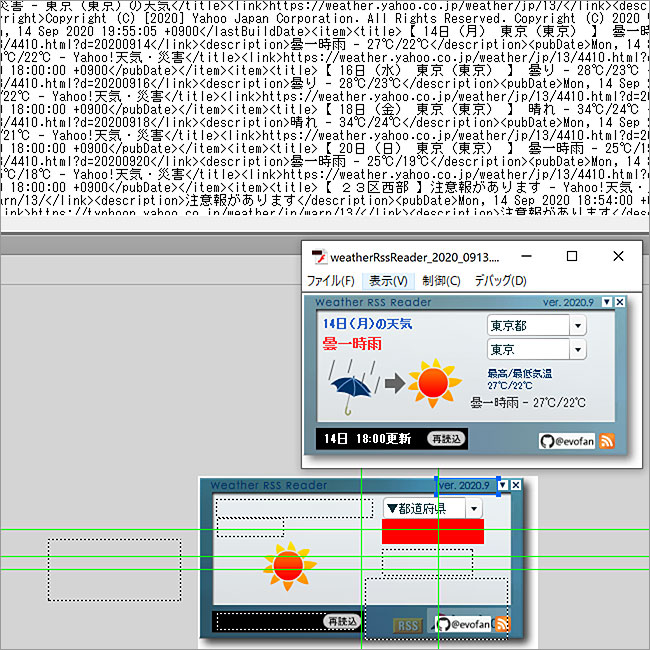 災害 - 東京（東京）の天気</title><link>https://weather.yahoo.co.jp/weather/jp/13/4410.html</link><desc
yright>Copyright (C) [2020] Yahoo Japan Corporation. All Rights Reserved. Copyright (C) 2020
n, 14 Sep 2020 19:55:05 +0900</lastBuildDate><item><title>【 14日（月） 東京（東京） 】 曇一時
3/4410.html?d=20200914</link><description>曇一時雨 - 27℃/22℃</description><pubDate>Mon, 14 S
℃/22℃ - Yahoo!天気・災害</title><link>https://weather.yahoo.co.jp/weather/jp/13/4410.html?d=2
18:00:00 +0900</pubDate><item><title>【 16日（水） 東京（東京） 】 曇り - 28℃/23℃
3/4410.html?d=20200916</link><description>曇り - 28℃/23℃</description><pubDate>Mon, 14 Sep
/22℃ - Yahoo!天気・災害</title><link>https://weather.yahoo.co.jp/weather/jp/13/4410.html?d=20
18:00:00 +0900</pubDate><item><title>【 18日（金） 東京（東京） 】 晴れ - 34℃/24℃
3/4410.html?d=20200918</link><description>晴れ - 34℃/24℃</description><pubDate>Mon, 14 Sep
/21℃ - Yahoo!天気・災害</title><link>https://weather.yahoo.co.jp/weather/jp/13/4410.html?d=20
18:00:00 +0900</pubDate><item><title>【 20日（日） 東京（東京） 】 曇一時雨 - 25℃/19
3/4410.html?d=20200920</link><description>曇一時雨 - 25℃/19℃</description><pubDate>Mon, 14
℃/18℃ - Yahoo!天気・災害</title><link>https://weather.yahoo.co.jp/weather/jp/13/4410.html?d=2
18:00:00 +0900</pubDate><item><title>【 ２３区西部 】注意報があります - Yahoo!天気・
arn/13/</link><description>注意報があります</description><pubDate>Mon, 14 Sep 2020 18:54:00 +0
link>https://typhoon.yahoo.co.jp/weather/jp/warn/13/</link><description>注意報があります</desc
weatherRssReader_2020_0913....
ファイル(F) 表示(V) 制御(C) デバッグ(D)
Weather RSS Reader ver. 2020.9
14日（月）の天気 東京都
曇一時雨 東京
最高/最低気温
27℃/22℃
曇一時雨 - 27℃/22℃
14日 18:00更新 再読込 @evofan
Weather RSS Reader ver. 2020.9
▼都道府県
再読込 RSS @evofan